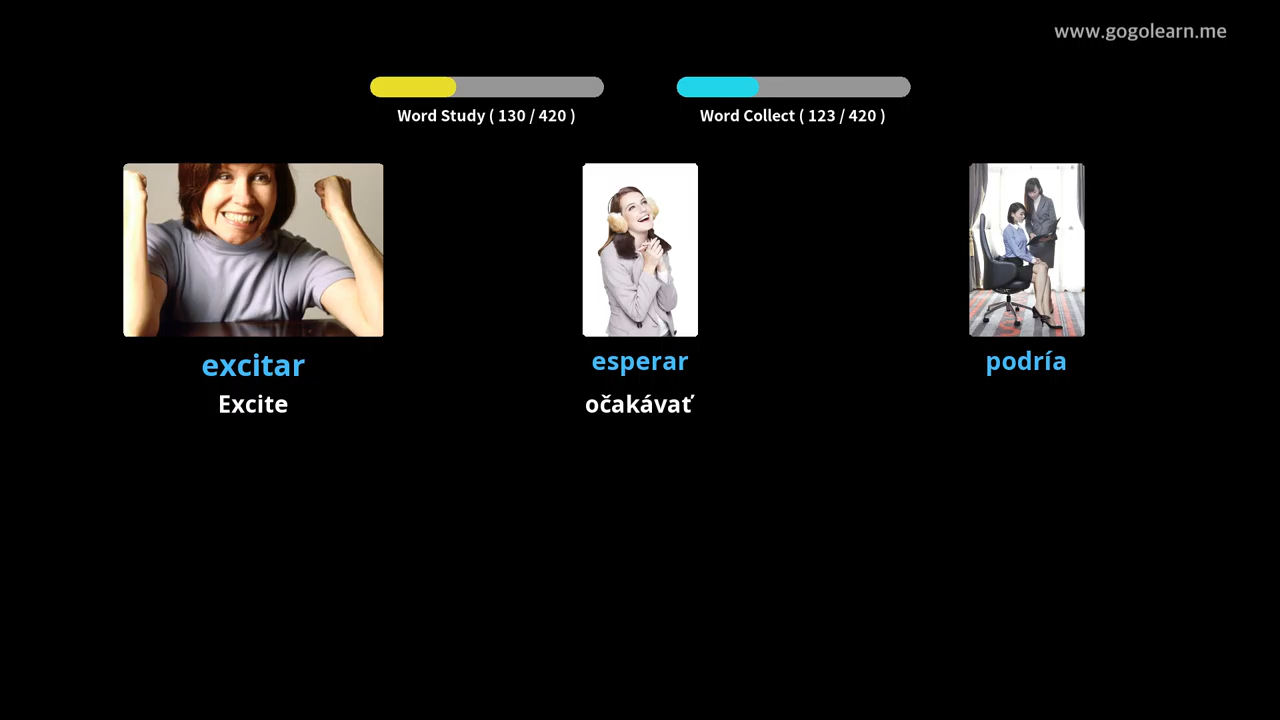 www.gogolearn.me
Word Study ( 130 / 420 )
Word Collect ( 123 / 420 )
excitar
Excite
esperar
očakávať
podría